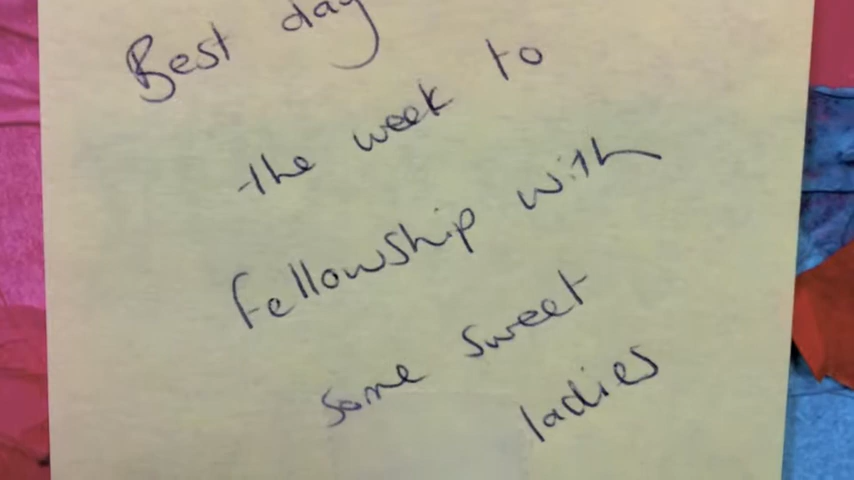 Best day
the week to
fellowship with
some sweet
ladies